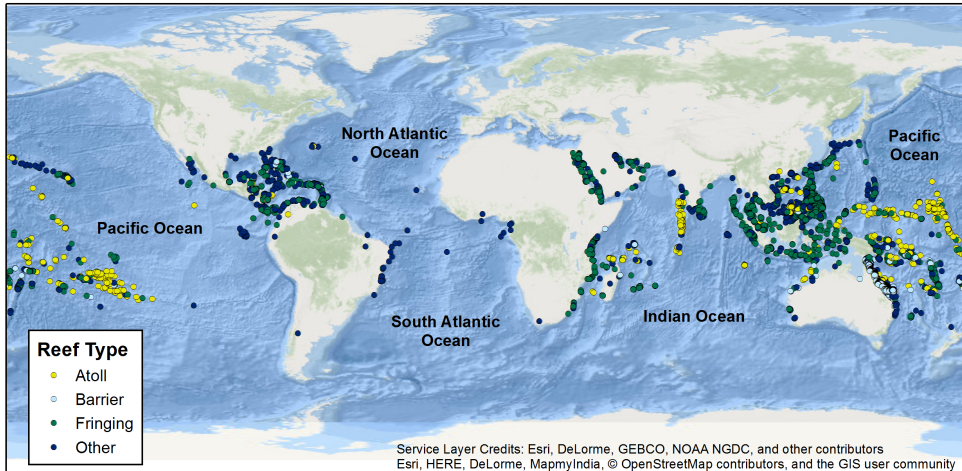 North Atlantic
Ocean
Pacific
Ocean
Pacific Ocean
South Atlantic
Ocean
Indian Ocean
Reef Type
Atoll
Barrier
Fringing
Other
Service Layer Credits: Esri, DeLorme, GEBCO, NOAA NGDC, and other contributors
Esri, HERE, DeLorme, MapmyIndia, © OpenStreetMap contributors, and the GIS user community